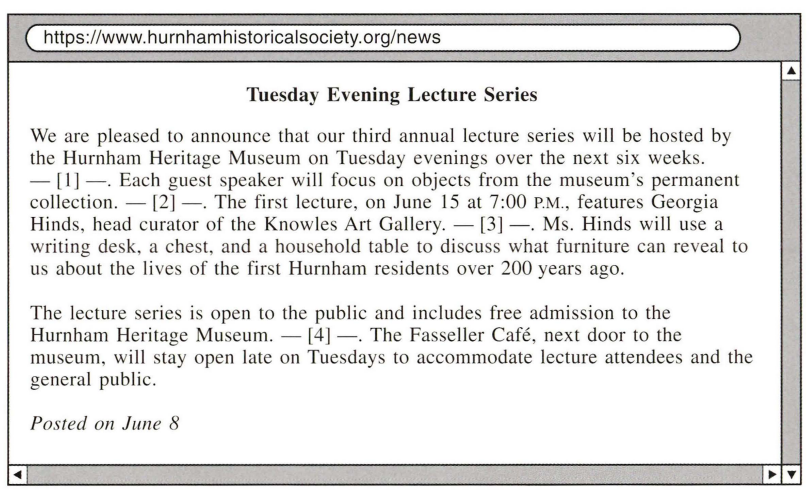 https://www.hurnhamhistoricalsociety.org/news
Tuesday Evening Lecture Series
We are pleased to announce that our third annual lecture series will be hosted by
the Hurnham Heritage Museum on Tuesday evenings over the next six weeks.
— [1] —. Each guest speaker will focus on objects from the museum's permanent
collection. — [2] —. The first lecture, on June 15 at 7:00 P.M., features Georgia
Hinds, head curator of the Knowles Art Gallery. — [3] —. Ms. Hinds will use a
writing desk, a chest, and a household table to discuss what furniture can reveal to
us about the lives of the first Hurnham residents over 200 years ago.
The lecture series is open to the public and includes free admission to the
Hurnham Heritage Museum. — [4] —. The Fasseller Café, next door to the
museum, will stay open late on Tuesdays to accommodate lecture attendees and the
general public.
Posted on June 8